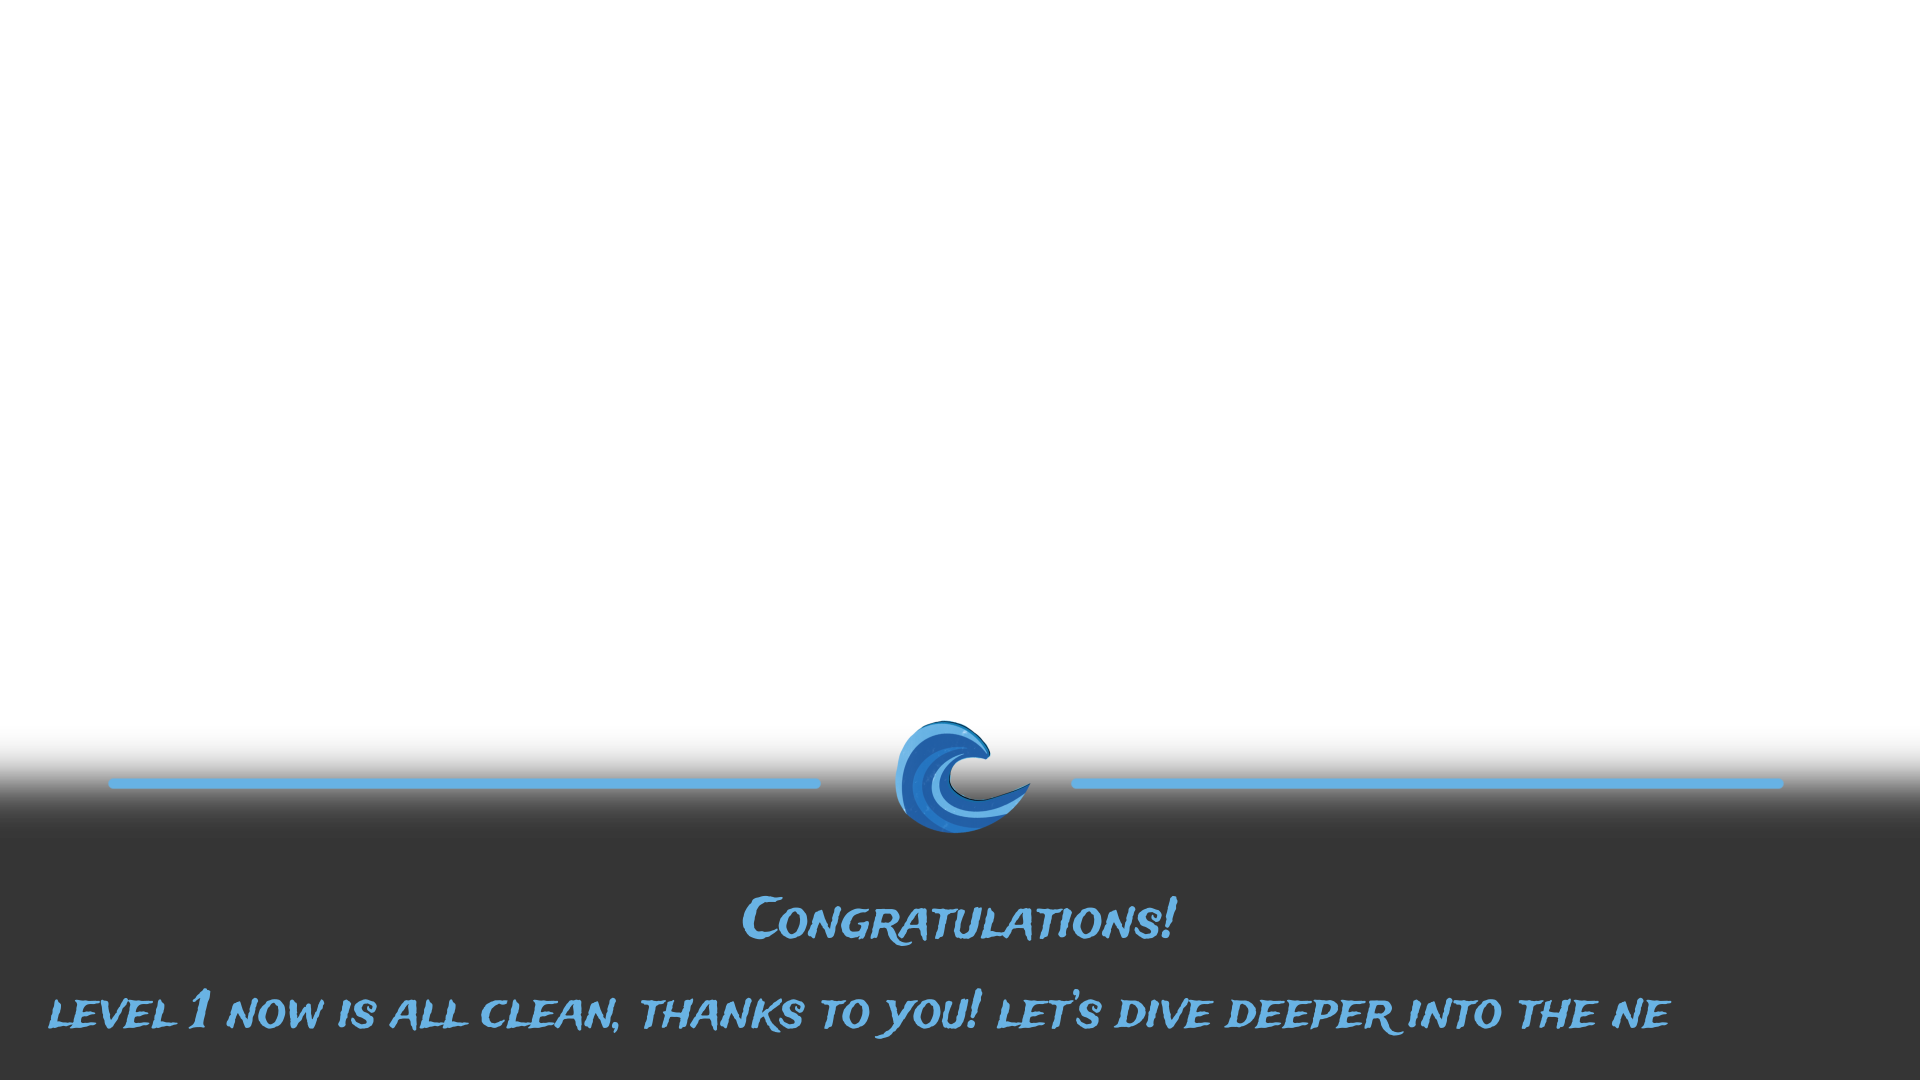 Congratulations!
level 1 now is all clean, thanks to you! let's dive deeper into the ne